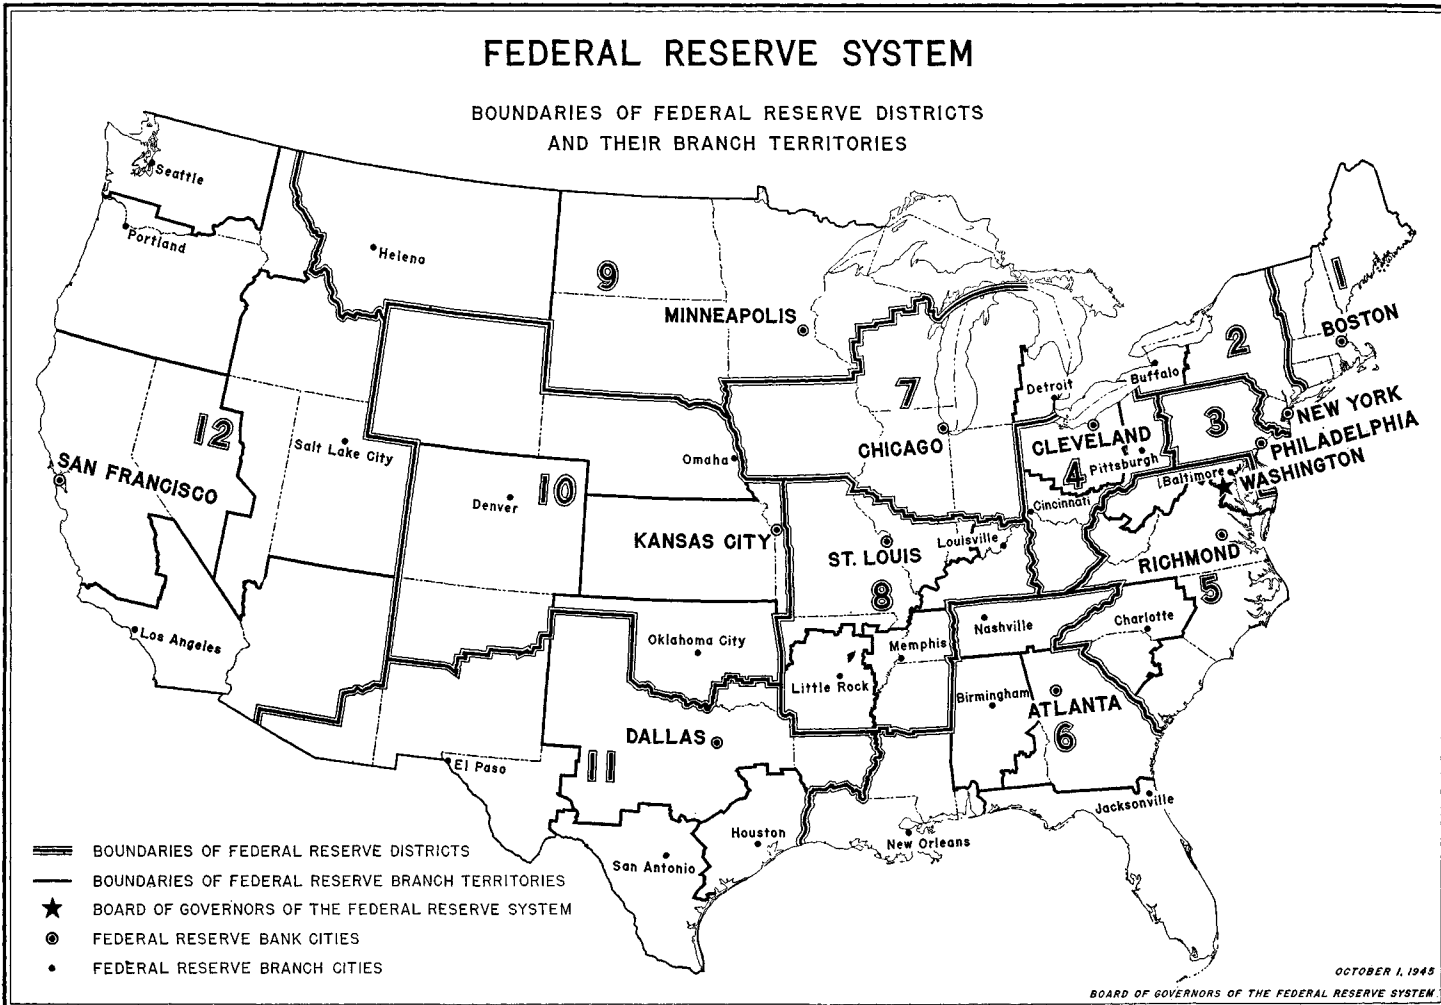 FEDERAL RESERVE SYSTEM
BOUNDARIES OF FEDERAL RESERVE DISTRICTS
AND THEIR BRANCH TERRITORIES
Seattle
Portland
Helena
9
MINNEAPOLIS
1
BOSTON
2
Buffalo
Detroit
7
CHICAGO
3
NEW YORK
PHILADELPHIA
WASHINGTON
CLEVELAND
4
Pittsburgh
Baltimore
Cincinnati
12
SAN FRANCISCO
Salt Lake City
Omaha
10
Denver
KANSAS CITY
ST. LOUIS
8
Louisville
RICHMOND
5
Los Angeles
Oklahoma City
Memphis
Nashville
Charlotte
Little Rock
Birmingham
ATLANTA
6
DALLAS
11
El Paso
Houston
San Antonio
New Orleans
Jacksonville
BOUNDARIES OF FEDERAL RESERVE DISTRICTS
BOUNDARIES OF FEDERAL RESERVE BRANCH TERRITORIES
BOARD OF GOVERNORS OF THE FEDERAL RESERVE SYSTEM
FEDERAL RESERVE BANK CITIES
FEDERAL RESERVE BRANCH CITIES
OCTOBER 1, 1945
BOARD OF GOVERNORS OF THE FEDERAL RESERVE SYSTEM